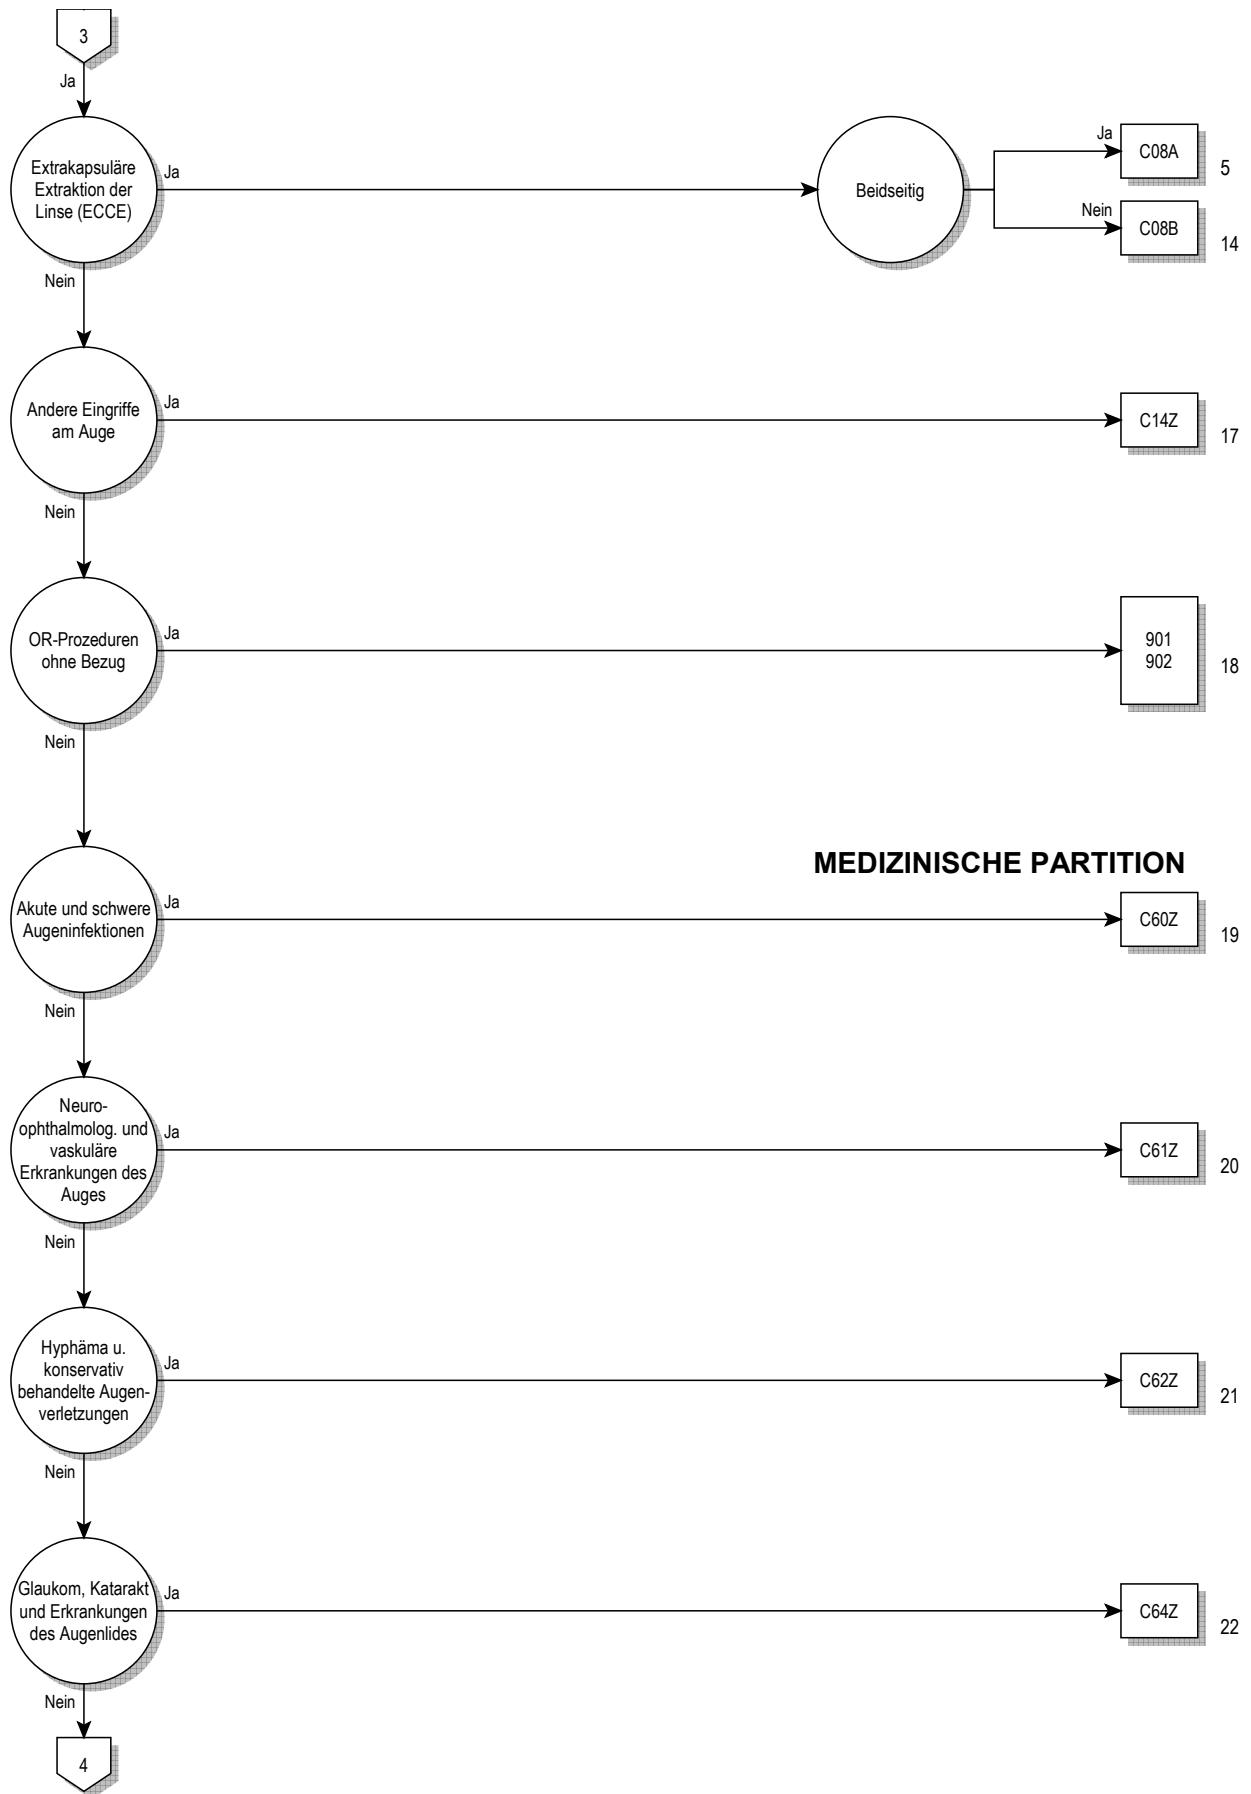 3
Ja
Extrakapsuläre
Extraktion der
Linse (ECCE)
Ja
Beidseitig
Ja
C08A
5
Nein
C08B
14
Nein
Andere Eingriffe
am Auge
Ja
C14Z
17
Nein
OR-Prozeduren
ohne Bezug
Ja
901
902
18
Nein
MEDIZINISCHE PARTITION
Akute und schwere
Augeninfektionen
Ja
C60Z
19
Nein
Neuro-
ophthalmolog. und
vaskuläre
Erkrankungen des
Auges
Ja
C61Z
20
Nein
Hyphäma u.
konservativ
behandelte Augen-
verletzungen
Ja
C62Z
21
Nein
Glaukom, Katarakt
und Erkrankungen
des Augenlides
Ja
C64Z
22
Nein
4